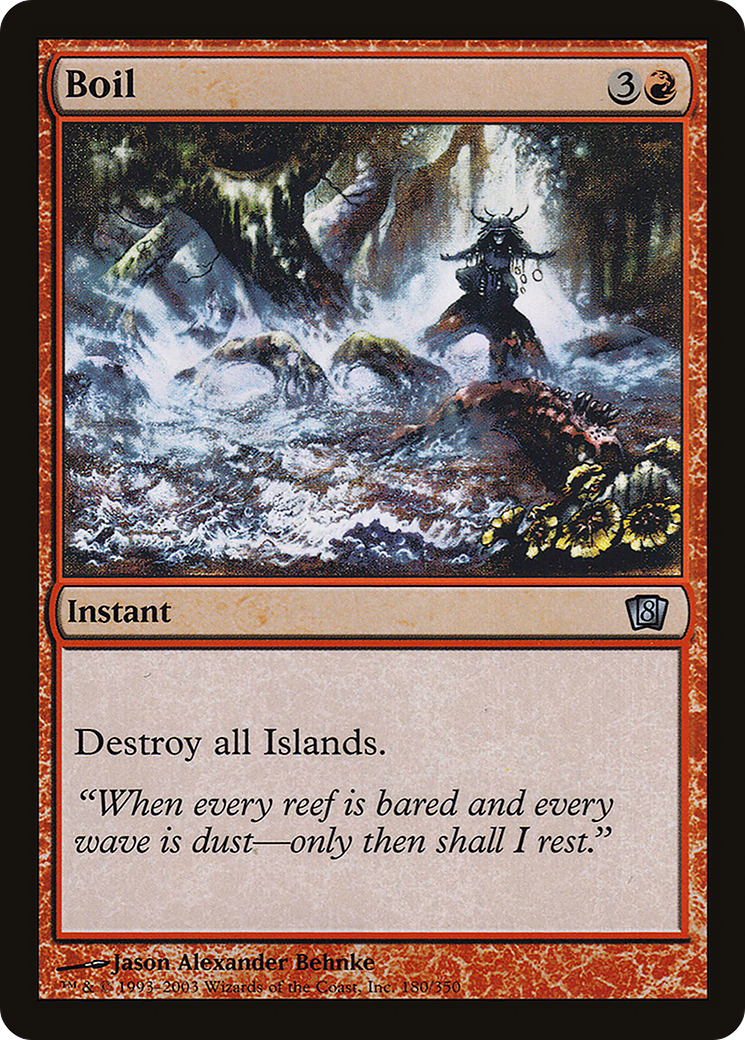 Boil
3
Instant
8
Destroy all Islands.
“When every reef is bared and every
wave is dust—only then shall I rest.”
Jason Alexander Behnke
™ & © 1993-2003 Wizards of the Coast, Inc. 180/350